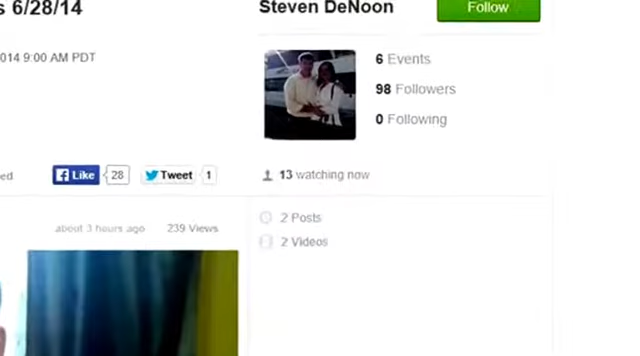 s 6/28/14
Steven DeNoon
Follow
014 9:00 AM PDT
6 Events
98 Followers
0 Following
ed
Like 28
Tweet 1
13 watching now
about 3 hours ago 239 Views
2 Posts
2 Videos